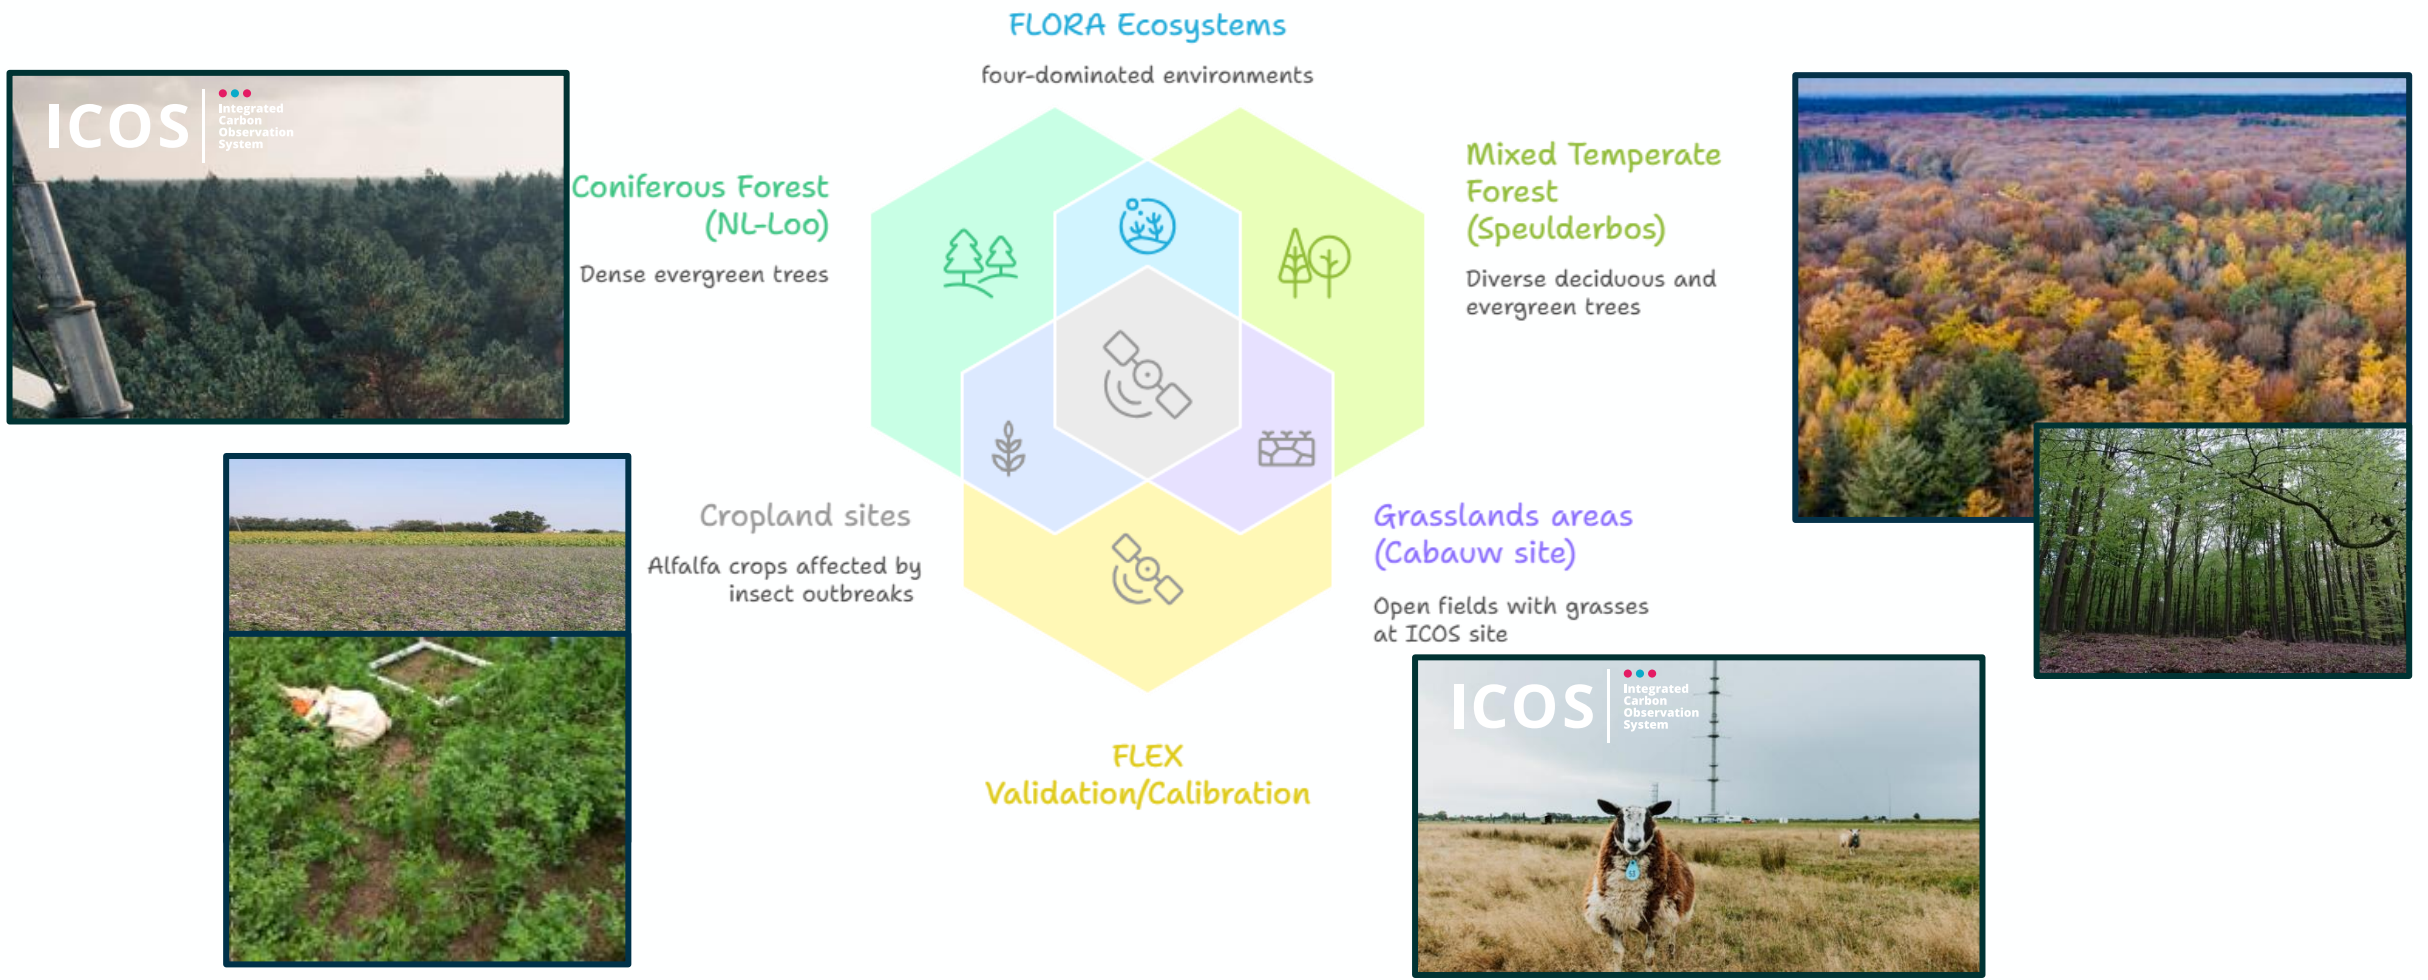 FLORA Ecosystems
four-dominated environments
ICOS
Integrated
Carbon
Observation
System
Coniferous Forest
(NL-Loo)
Dense evergreen trees
Mixed Temperate
Forest
(Speulderbos)
Diverse deciduous and
evergreen trees
Cropland sites
Alfalfa crops affected by
insect outbreaks
Grasslands areas
(Cabauw site)
Open fields with grasses
at ICOS site
ICOS
Integrated
Carbon
Observation
System
FLEX
Validation/Calibration